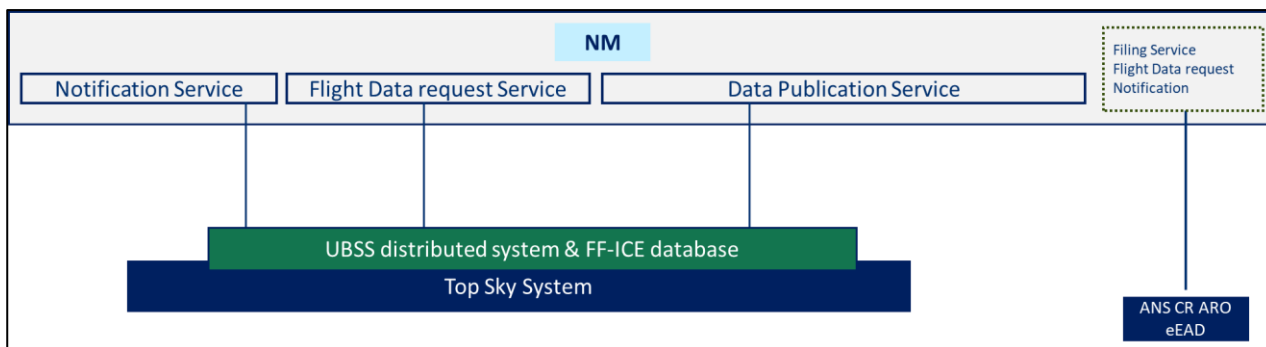 NM
Notification Service
Flight Data request Service
Data Publication Service
Filing Service
Flight Data request
Notification
UBSS distributed system & FF-ICE database
Top Sky System
ANS CR ARO
eEAD